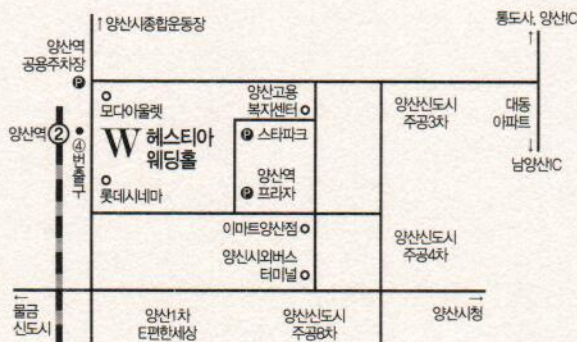 ↑양산시종합운동장
통도사, 양산IC
↑
양산역
공용주차장
P
모다아울렛
양산고용
복지센터
양산신도시
주공3차
대동
아파트
양산역 ②
④번출구
W 헤스티아
웨딩홀
P 스타파크
양산역
P 프라자
롯데시네마
↓
남양산IC
이마트양산점
양산시외버스
터미널
양산신도시
주공4차
←
물금
신도시
양산1차
E편한세상
양산신도시
주공8차
→
양산시청